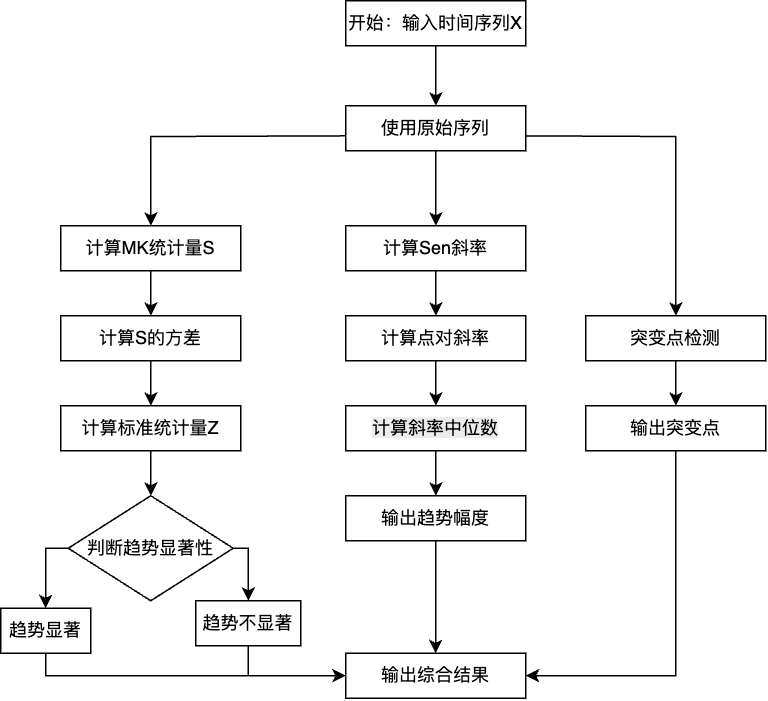 开始：输入时间序列X
使用原始序列
计算MK统计量S
计算Sen斜率
计算S的方差
计算点对斜率
突变点检测
计算标准统计量Z
计算斜率中位数
输出突变点
输出趋势幅度
判断趋势显著性
趋势显著
趋势不显著
输出综合结果